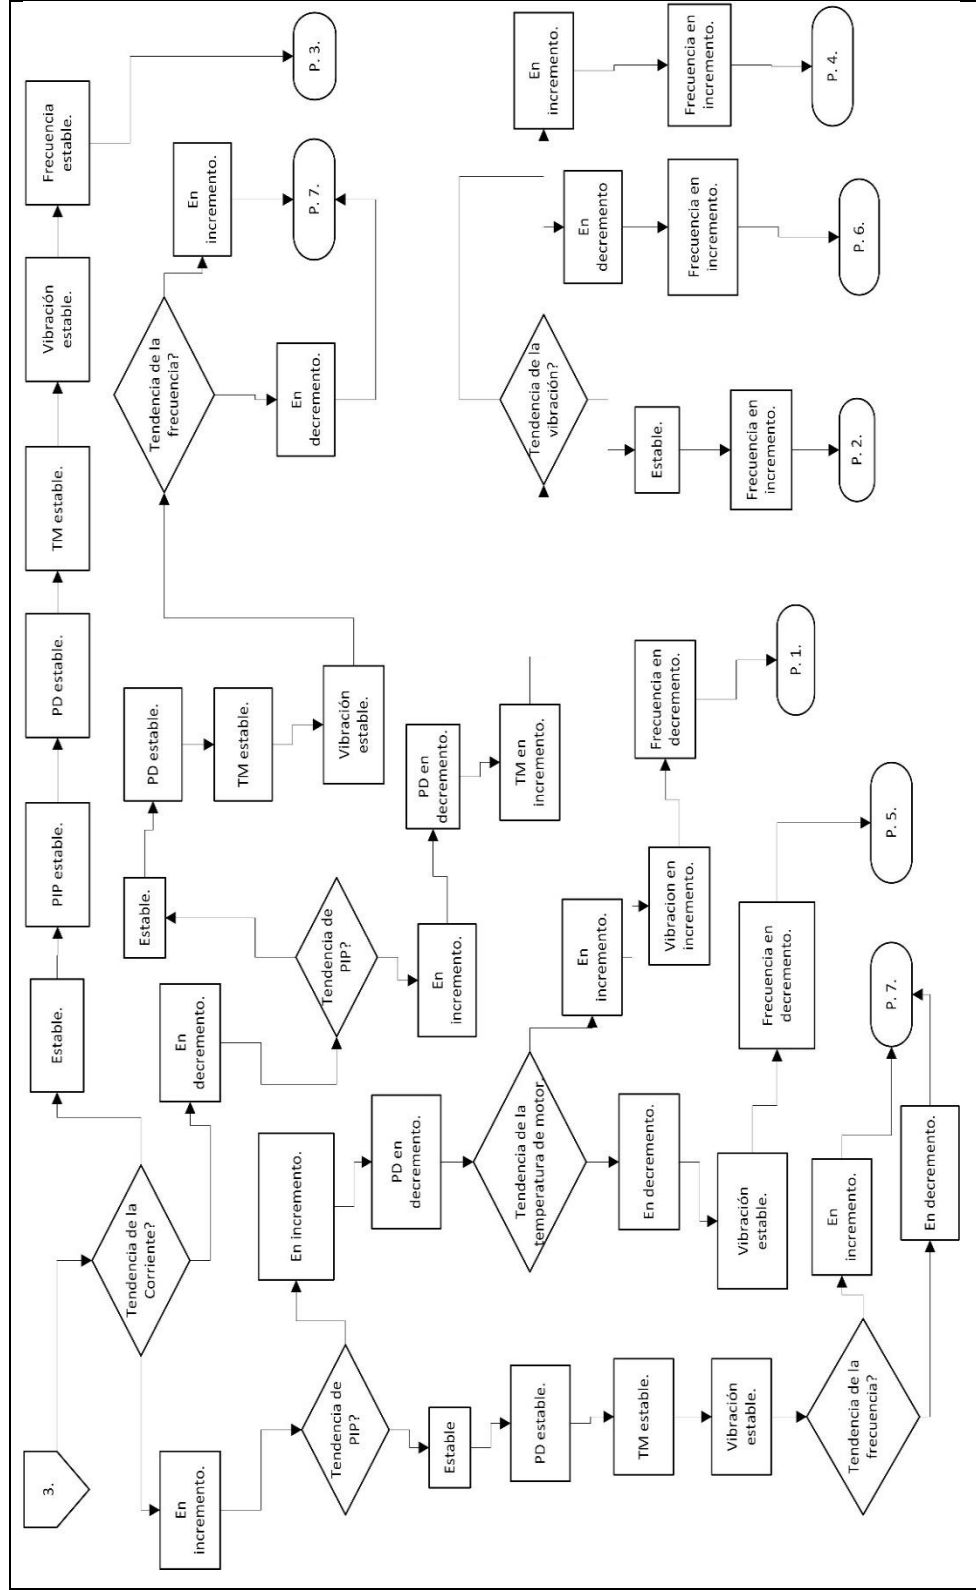 3.
Tendencia de la
Corriente?
Estable.
PIP estable.
PD estable.
TM estable.
Vibración
estable.
Frecuencia
estable.
P. 3.
En
decremento.
Tendencia de
PIP?
Estable.
PD estable.
TM estable.
Vibración
estable.
Tendencia de la
frecuencia?
En
incremento.
En
decremento.
P. 7.
En
incremento.
PD en
decremento.
TM en
incremento.
Tendencia de la
vibración?
En
incremento.
Frecuencia en
incremento.
P. 4.
En
decremento
Frecuencia en
incremento.
P. 6.
Estable.
Frecuencia en
incremento.
P. 2.
En
incremento.
Tendencia de
PIP?
En incremento.
PD en
decremento.
Tendencia de la
temperatura de motor.
En
incremento.
Vibracion en
incremento.
Frecuencia en
decremento.
P. 1.
En decremento.
Vibración
estable.
Frecuencia en
decremento.
P. 5.
Estable
PD estable.
TM estable.
Vibración
estable.
Tendencia de la
frecuencia?
En
incremento.
En decremento.
P. 7.